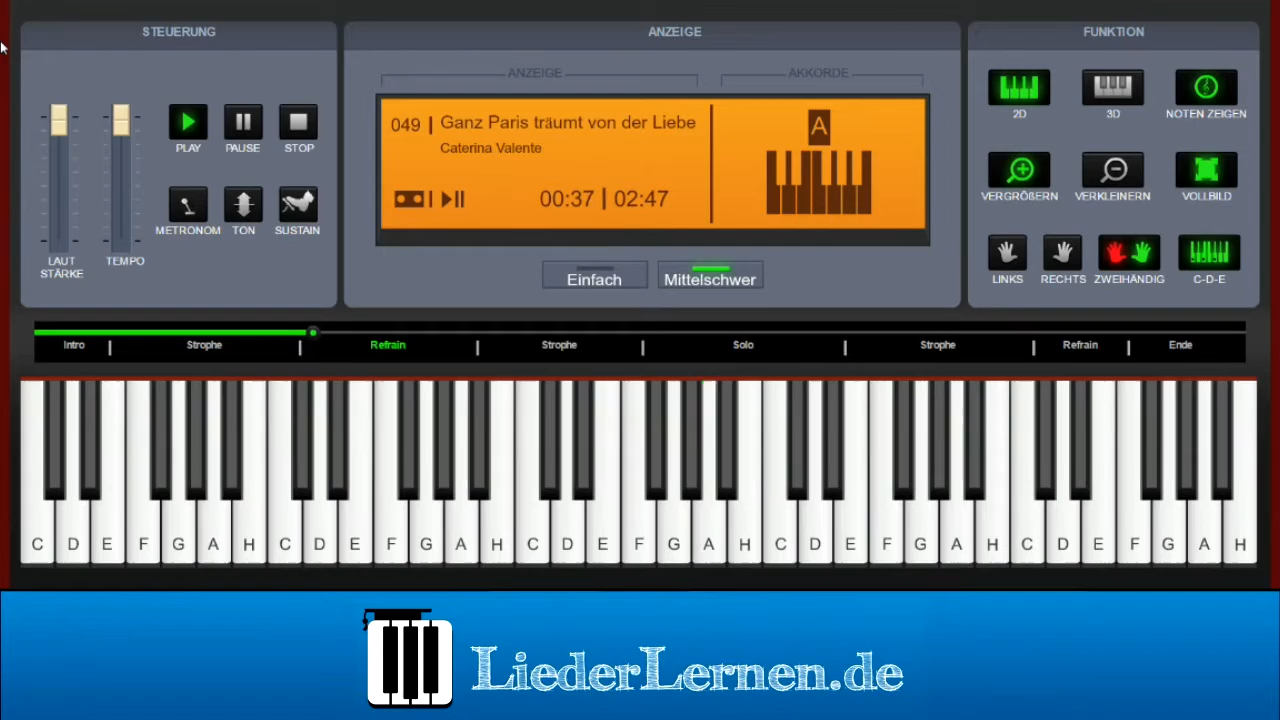 STEUERUNG
ANZEIGE
FUNKTION
ANZEIGE
AKKORDE
PLAY
PAUSE
STOP
METRONOM
TON
SUSTAIN
LAUT
STÄRKE
TEMPO
049 | Ganz Paris träumt von der Liebe
Caterina Valente
00:37 | 02:47
A
Einfach
Mittelschwer
2D
3D
NOTEN ZEIGEN
VERGRÖßERN
VERKLEINERN
VOLLBILD
LINKS
RECHTS
ZWEIHÄNDIG
C-D-E
Intro | Strophe | Refrain | Strophe | Solo | Strophe | Refrain | Ende
C D E F G A H C D E F G A H C D E F G A H C D E F G A H C D E F G A H
LiederLernen.de